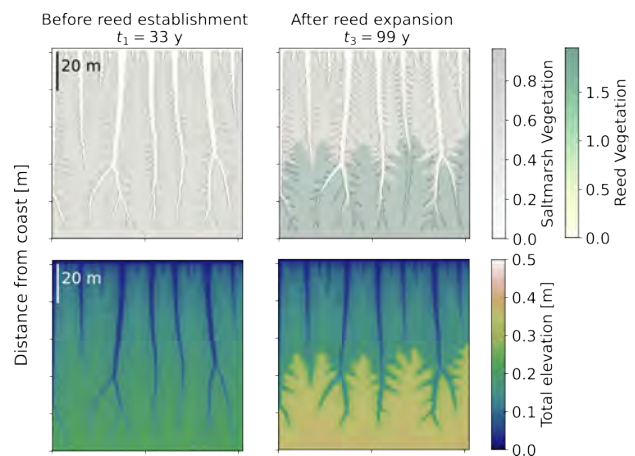 Before reed establishment
t₁ = 33 y
After reed expansion
t₃ = 99 y
20 m
0.8
0.6
0.4
0.2
0.0
Saltmarsh Vegetation
1.5
1.0
0.5
0.0
Reed Vegetation
Distance from coast [m]
20 m
0.5
0.4
0.3
0.2
0.1
0.0
Total elevation [m]